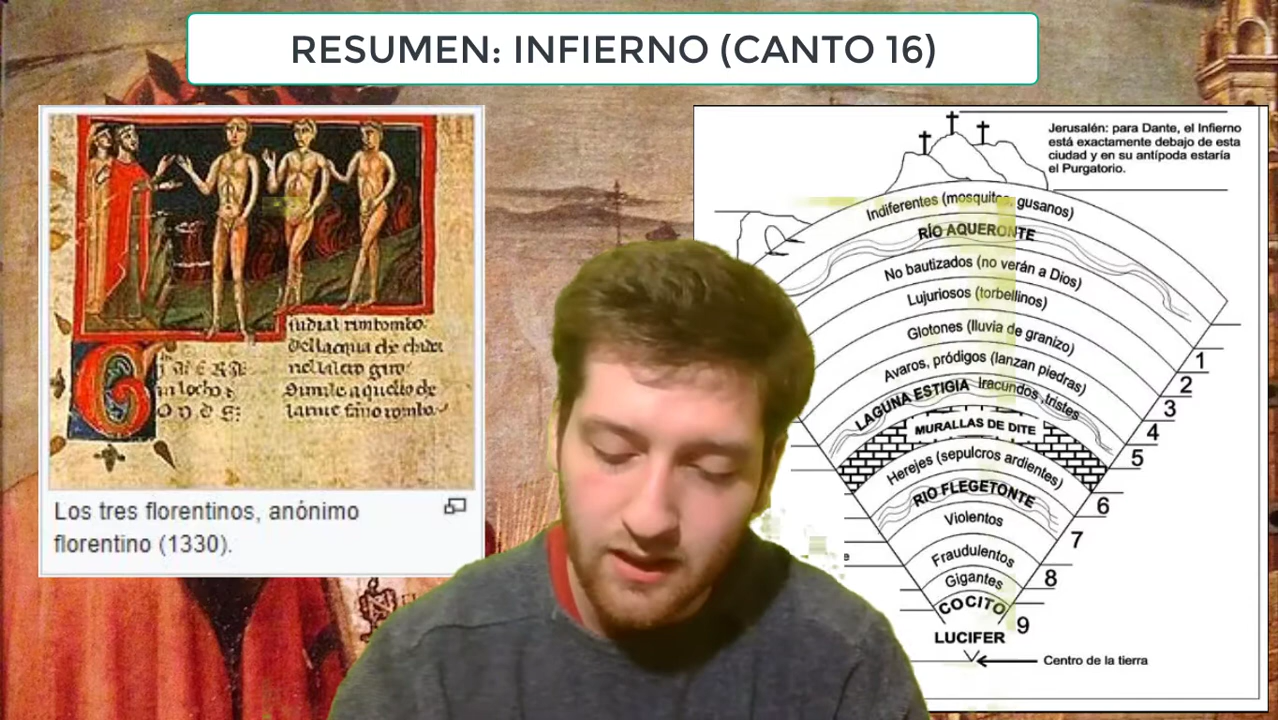 RESUMEN: INFIERNO (CANTO 16)
Los tres florentinos, anónimo
florentino (1330).
Jerusalén: para Dante, el Infierno
está exactamente debajo de esta
ciudad y en su antípoda estaría
el Purgatorio.
Indiferentes (mosquitos, gusanos)
RÍO AQUERONTE
No bautizados (no verán a Dios)
Lujuriosos (torbellinos)
Glotones (lluvia de granizo)
Avaros, pródigos (lanzan piedras)
LAGUNA ESTIGIA Iracundos, tristes
MURALLAS DE DITE
Herejes (sepulcros ardientes)
RIO FLEGETONTE
Violentos
Fraudulentos
Gigantes
COCITO
LUCIFER
1
2
3
4
5
6
7
8
9
Centro de la tierra